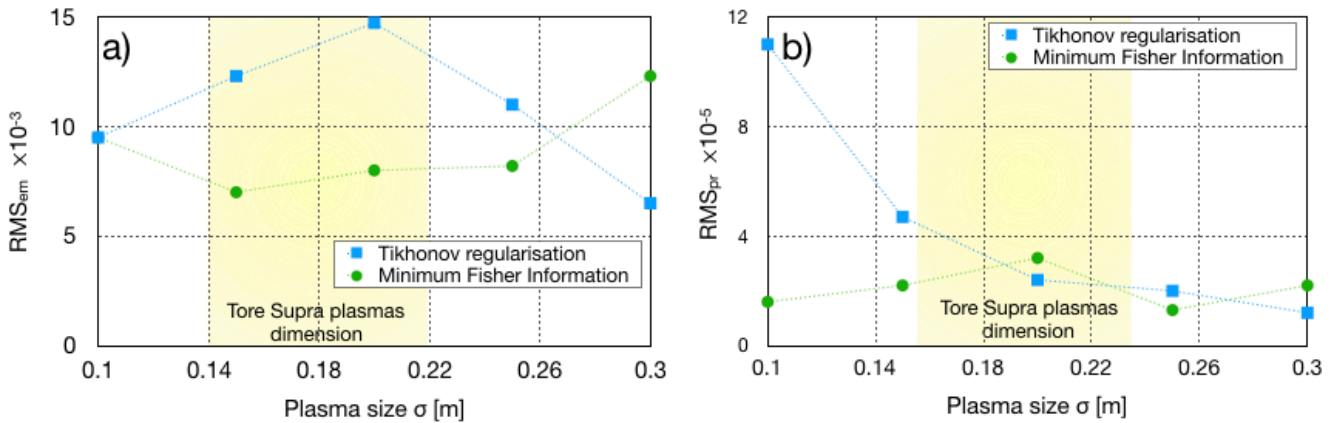 a)
15
10
5
0
RMSem ×10-3
Tikhonov regularisation
Minimum Fisher Information
Tore Supra plasmas
dimension
0.1 0.14 0.18 0.22 0.26 0.3
Plasma size σ [m]
b)
12
8
4
0
RMSpr ×10-5
Tikhonov regularisation
Minimum Fisher Information
Tore Supra plasmas
dimension
0.1 0.14 0.18 0.22 0.26 0.3
Plasma size σ [m]